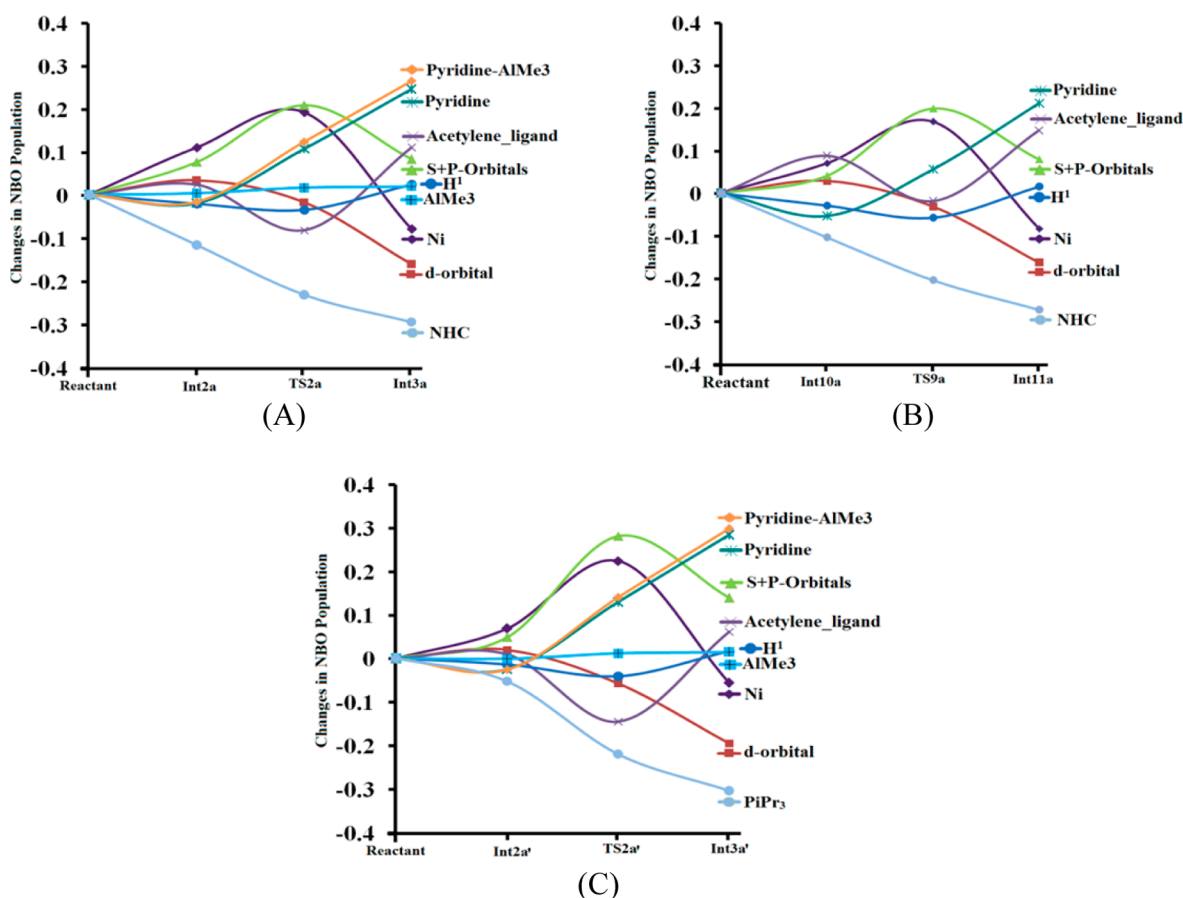 0.4
0.3
0.2
0.1
0
-0.1
-0.2
-0.3
-0.4
Changes in NBO Population
Pyridine-AlMe3
Pyridine
Acetylene_ligand
S+P-Orbitals
H¹
AlMe3
Ni
d-orbital
NHC
Reactant Int2a TS2a Int3a
(A)
0.4
0.3
0.2
0.1
0
-0.1
-0.2
-0.3
-0.4
Changes in NBO Population
Pyridine
Acetylene_ligand
S+P-Orbitals
H¹
Ni
d-orbital
NHC
Reactant Int10a TS9a Int11a
(B)
0.4
0.3
0.2
0.1
0
-0.1
-0.2
-0.3
-0.4
Changes in NBO Population
Pyridine-AlMe3
Pyridine
S+P-Orbitals
Acetylene_ligand
H¹
AlMe3
Ni
d-orbital
PiPr₃
Reactant Int2a' TS2a' Int3a'
(C)